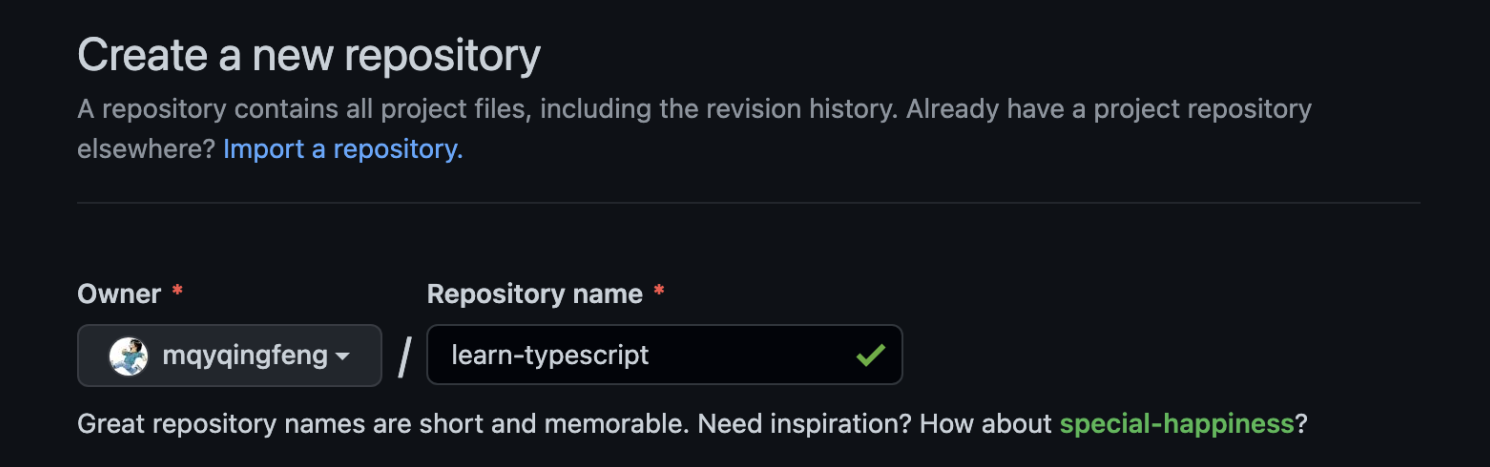 Create a new repository
A repository contains all project files, including the revision history. Already have a project repository
elsewhere? Import a repository.
Owner *
Repository name *
mqyqingfeng
/
learn-typescript
Great repository names are short and memorable. Need inspiration? How about special-happiness?